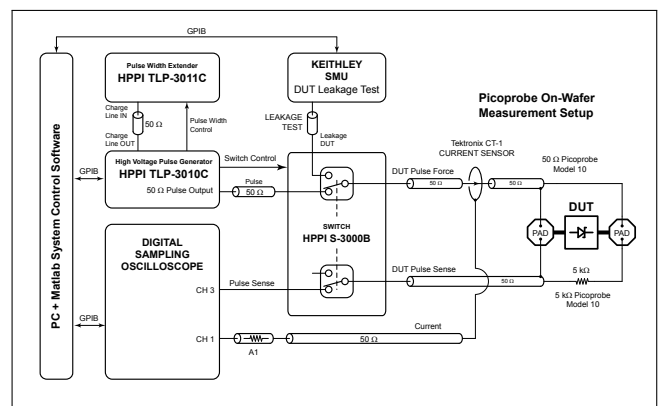 GPIB
Pulse Width Extender
HPPI TLP-3011C
KEITHLEY
SMU
DUT Leakage Test
Picoprobe On-Wafer
Measurement Setup
Charge
Line IN
50 Ω
Charge
Line OUT
Pulse Width
Control
LEAKAGE
TEST
Leakage
DUT
Tektronix CT-1
CURRENT SENSOR
PC + Matlab System Control Software
GPIB
High Voltage Pulse Generator
HPPI TLP-3010C
50 Ω Pulse Output
Switch Control
Pulse
50 Ω
DUT Pulse Force
50 Ω
50 Ω
50 Ω Picoprobe
Model 10
SWITCH
HPPI S-3000B
DUT
PAD
PAD
DIGITAL
SAMPLING
OSCILLOSCOPE
CH 3
Pulse Sense
DUT Pulse Sense
50 Ω
5 kΩ
5 kΩ Picoprobe
Model 10
GPIB
CH 1
A1
Current
50 Ω